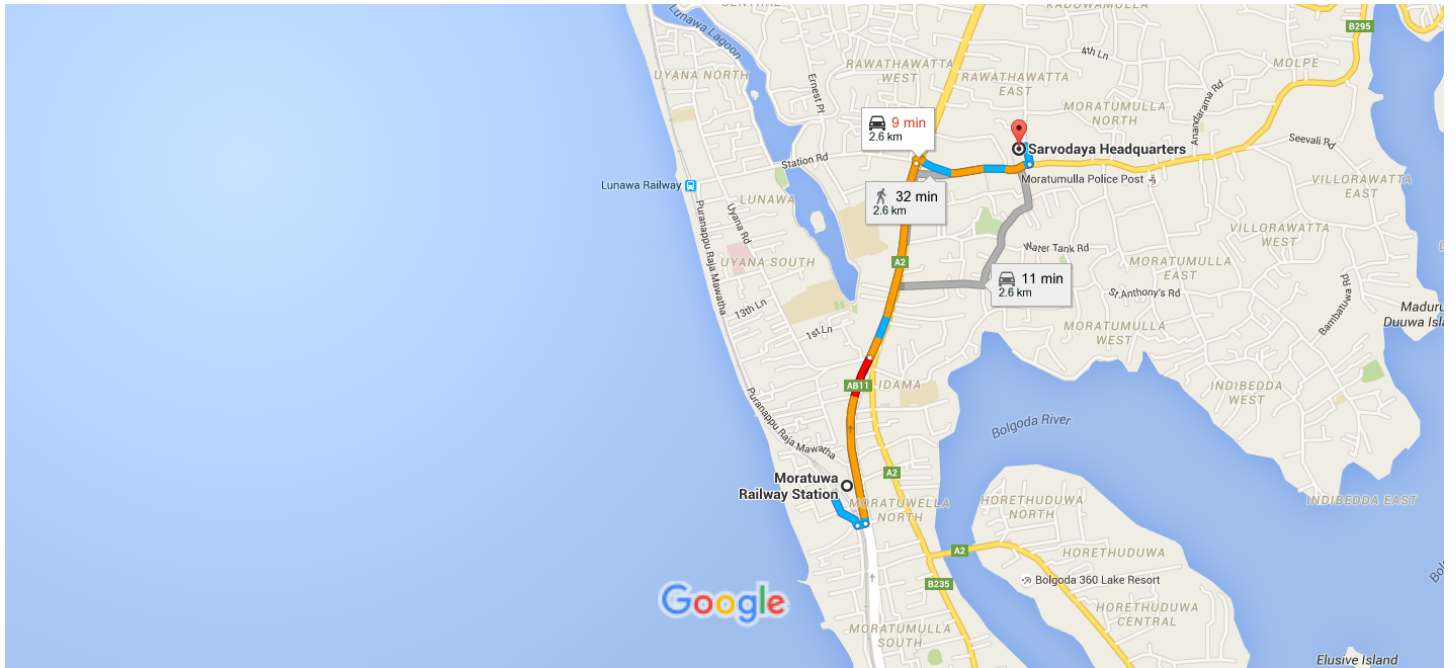 CENTRAL
KADUWAMULLA
B295
Lunawa Lagoon
4th Ln
RAWATHAWATTA
WEST
MOLPE
UYANA NORTH
Ernest Pl
RAWATHAWATTA
EAST
Anandarama Rd
MORATUMULLA
NORTH
9 min
2.6 km
Seevali Rd
Sarvodaya Headquarters
Station Rd
Moratumulla Police Post
Lunawa Railway
VILLORAWATTA
EAST
32 min
2.6 km
LUNAWA
Puranappu Raja Mawatha
Uyana Rd
VILLORAWATTA
WEST
Water Tank Rd
UYANA SOUTH
A2
MORATUMULLA
EAST
11 min
2.6 km
St.Anthony's Rd
Bambatuwa Rd
13th Ln
Maduru
Duuwa Isla
1st Ln
MORATUMULLA
WEST
AB11
IDAMA
INDIBEDDA
WEST
Puranappu Raja Mawatha
Bolgoda River
Moratuwa
Railway Station
A2
MORATUWELLA
NORTH
HORETHUDUWA
NORTH
INDIBEDDA EAST
A2
HORETHUDUWA
Bolg
B235
Bolgoda 360 Lake Resort
Google
HORETHUDUWA
CENTRAL
MORATUMULLA
SOUTH
Elusive Island